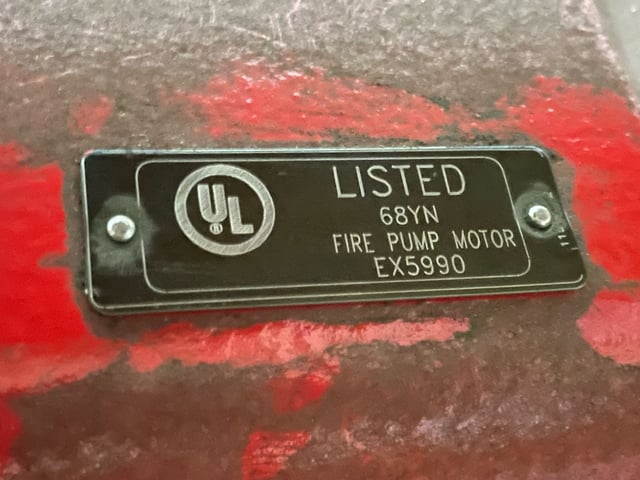 UL®
LISTED
68YN
FIRE PUMP MOTOR
EX5990